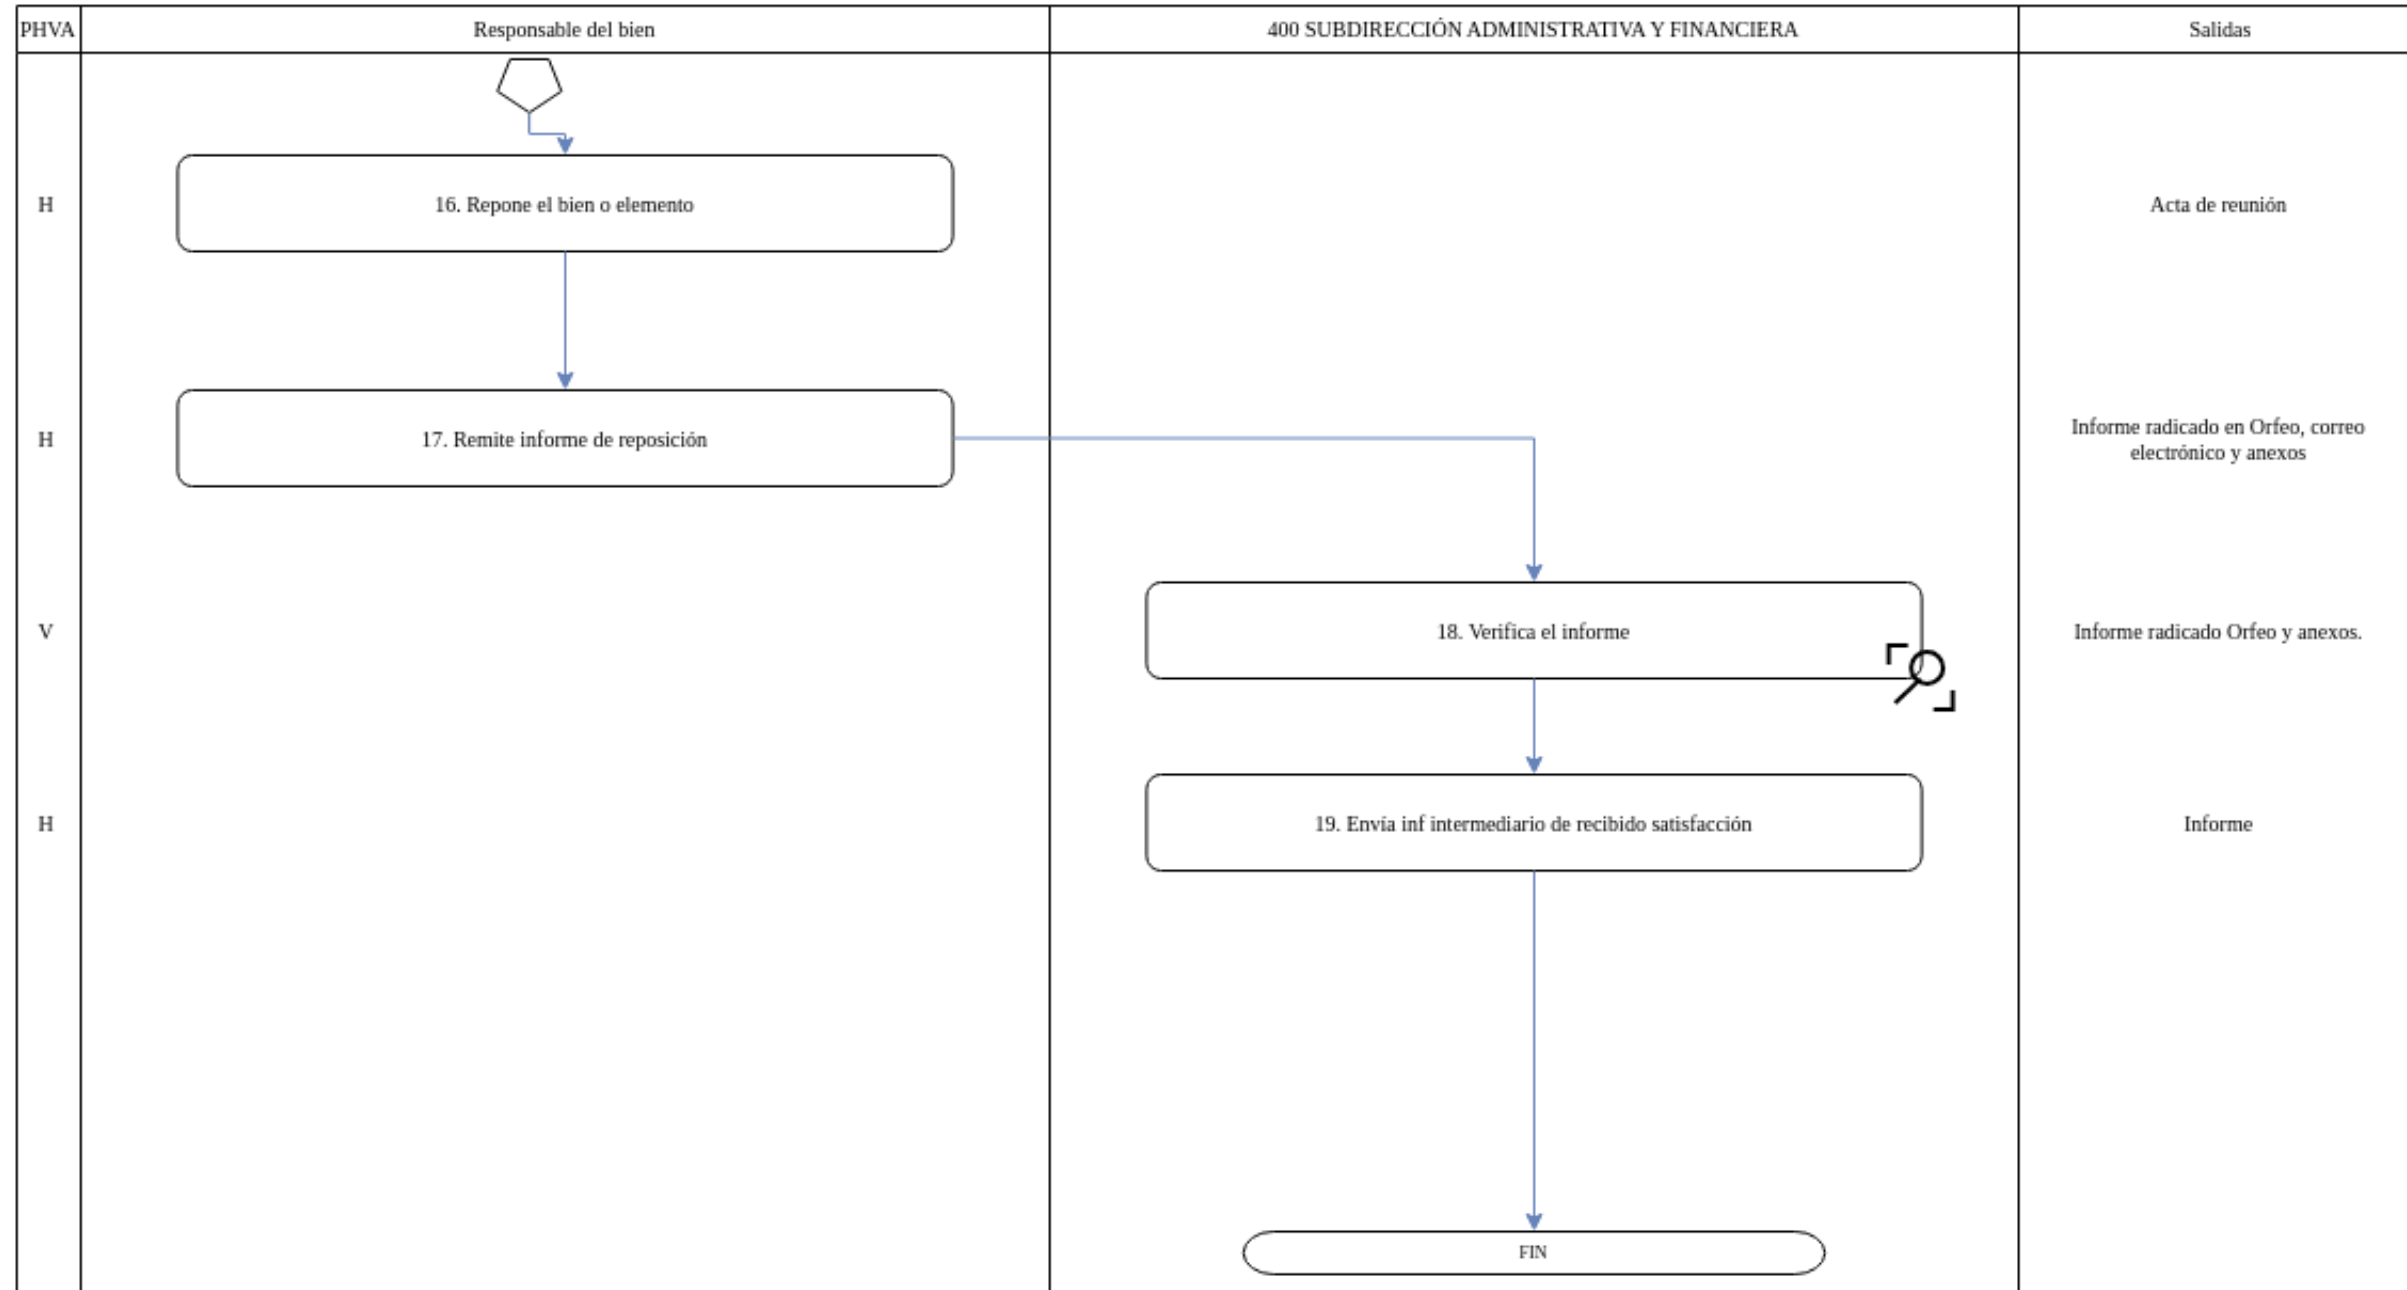 PHVA
Responsable del bien
400 SUBDIRECCIÓN ADMINISTRATIVA Y FINANCIERA
Salidas
H
16. Repone el bien o elemento
Acta de reunión
H
17. Remite informe de reposición
Informe radicado en Orfeo, correo
electrónico y anexos
V
18. Verifica el informe
Informe radicado Orfeo y anexos.
H
19. Envía inf intermediario de recibido satisfacción
Informe
FIN